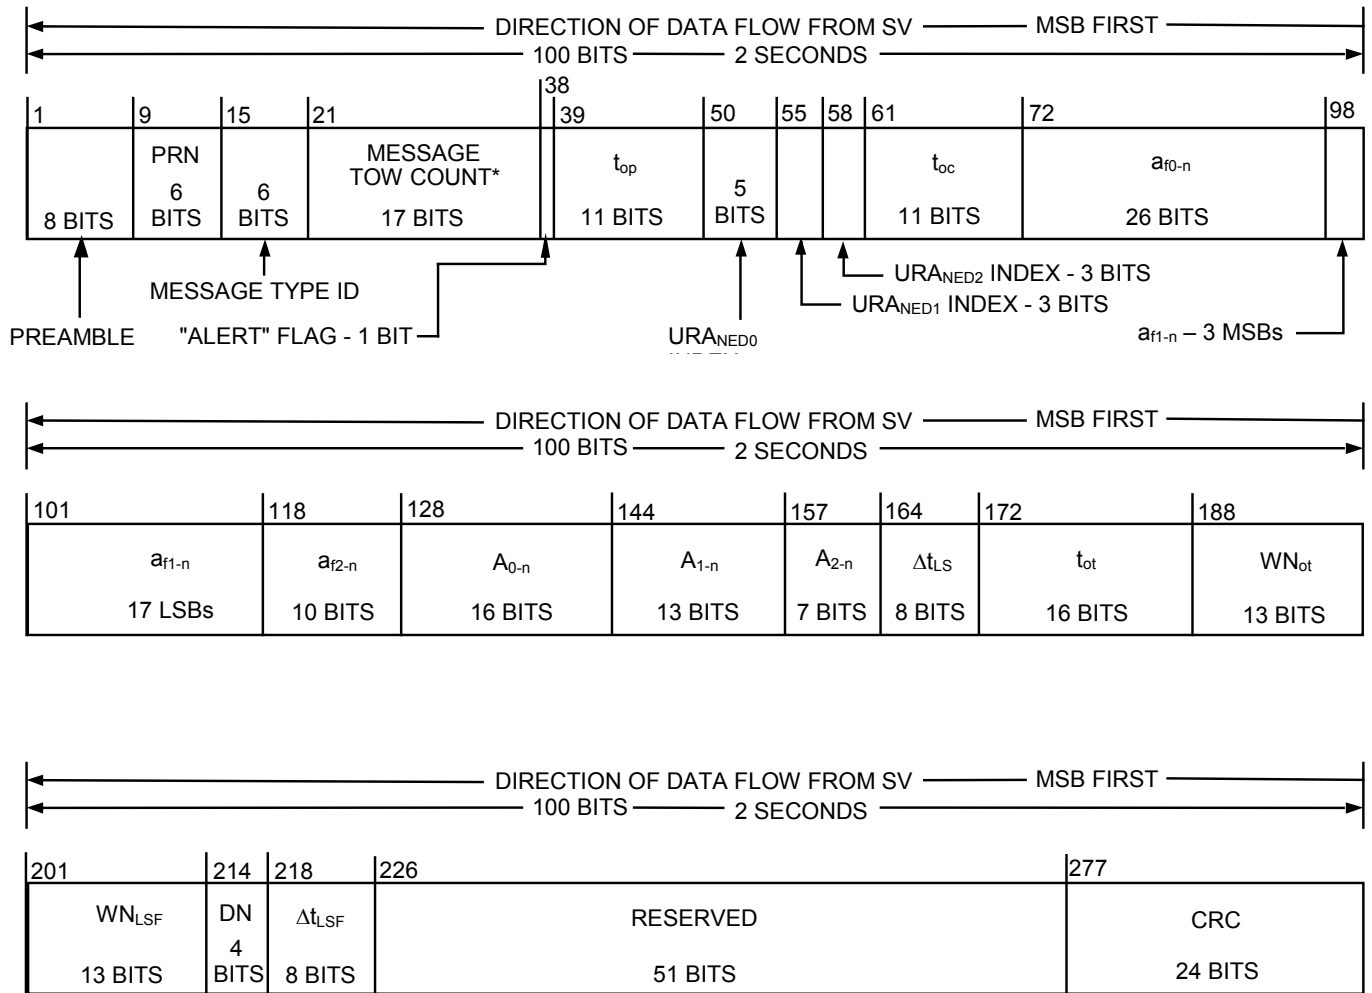 DIRECTION OF DATA FLOW FROM SV MSB FIRST
100 BITS 2 SECONDS
1 9 15 21 38 39 50 55 58 61 72 98
PRN MESSAGE
TOW COUNT* t_op t_oc a_f0-n
8 BITS 6 BITS 6 BITS 17 BITS 11 BITS 5 BITS 11 BITS 26 BITS
URA_NED2 INDEX - 3 BITS
MESSAGE TYPE ID URA_NED1 INDEX - 3 BITS
PREAMBLE "ALERT" FLAG - 1 BIT URA_NED0 a_f1-n – 3 MSBs
DIRECTION OF DATA FLOW FROM SV MSB FIRST
100 BITS 2 SECONDS
101 118 128 144 157 164 172 188
a_f1-n a_f2-n A_0-n A_1-n A_2-n Δt_LS t_ot WN_ot
17 LSBs 10 BITS 16 BITS 13 BITS 7 BITS 8 BITS 16 BITS 13 BITS
DIRECTION OF DATA FLOW FROM SV MSB FIRST
100 BITS 2 SECONDS
201 214 218 226 277
WN_LSF DN Δt_LSF RESERVED CRC
13 BITS 4 BITS 8 BITS 51 BITS 24 BITS